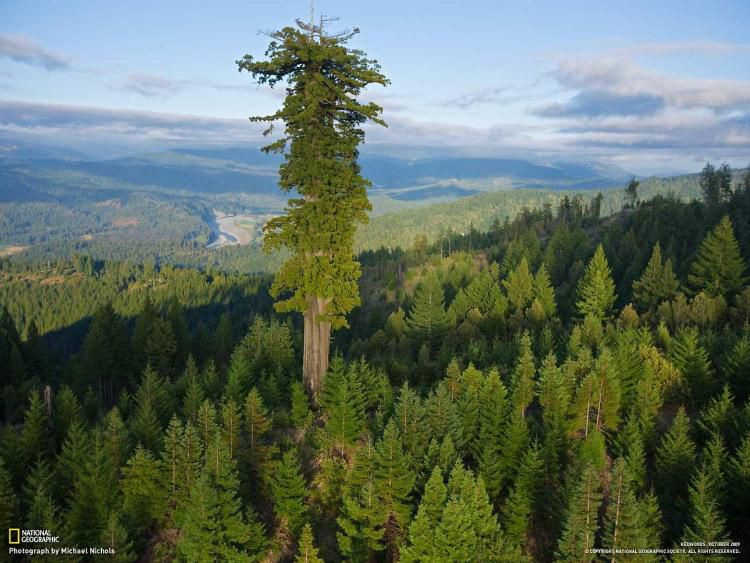 NATIONAL
GEOGRAPHIC
Photograph by Michael Nichols
REDWOODS, OCTOBER 2009
© COPYRIGHT NATIONAL GEOGRAPHIC SOCIETY. ALL RIGHTS RESERVED.